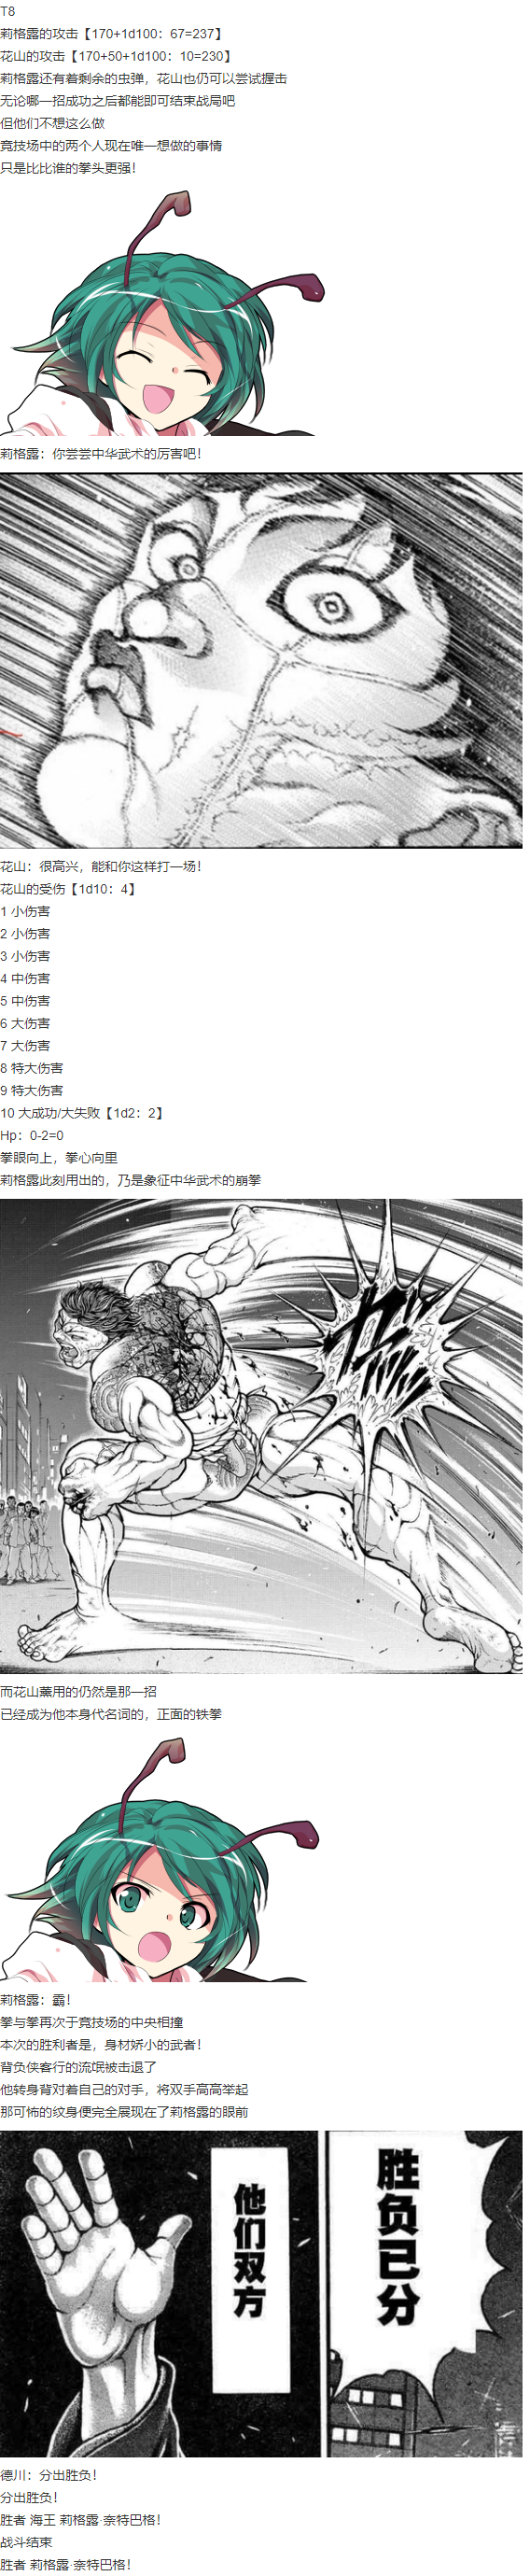 T8
莉格露的攻击【170+1d100：67=237】
花山的攻击【170+50+1d100：10=230】
莉格露还有着剩余的虫弹，花山也仍可以尝试握击
无论哪一招成功之后都能即可结束战局吧
但他们不想这么做
竞技场中的两个人现在唯一想做的事情
只是比比谁的拳头更强！
莉格露：你尝尝中华武术的厉害吧！
花山：很高兴，能和你这样打一场！
花山的受伤【1d10：4】
1 小伤害
2 小伤害
3 小伤害
4 中伤害
5 中伤害
6 大伤害
7 大伤害
8 特大伤害
9 特大伤害
10 大成功/大失败【1d2：2】
Hp：0-2=0
拳眼向上，拳心向里
莉格露此刻用出的，乃是象征中华武术的崩拳
而花山薰用的仍然是那一招
已经成为他本身代名词的，正面的铁拳
莉格露：霸！
拳与拳再次于竞技场的中央相撞
本次的胜利者是，身材娇小的武者！
背负侠客行的流氓被击退了
他转身背对着自己的对手，将双手高高举起
那可怖的纹身便完全展现在了莉格露的眼前
胜负已分
他们双方
德川：分出胜负！
分出胜负！
胜者 海王 莉格露·奈特巴格！
战斗结束
胜者 莉格露·奈特巴格！